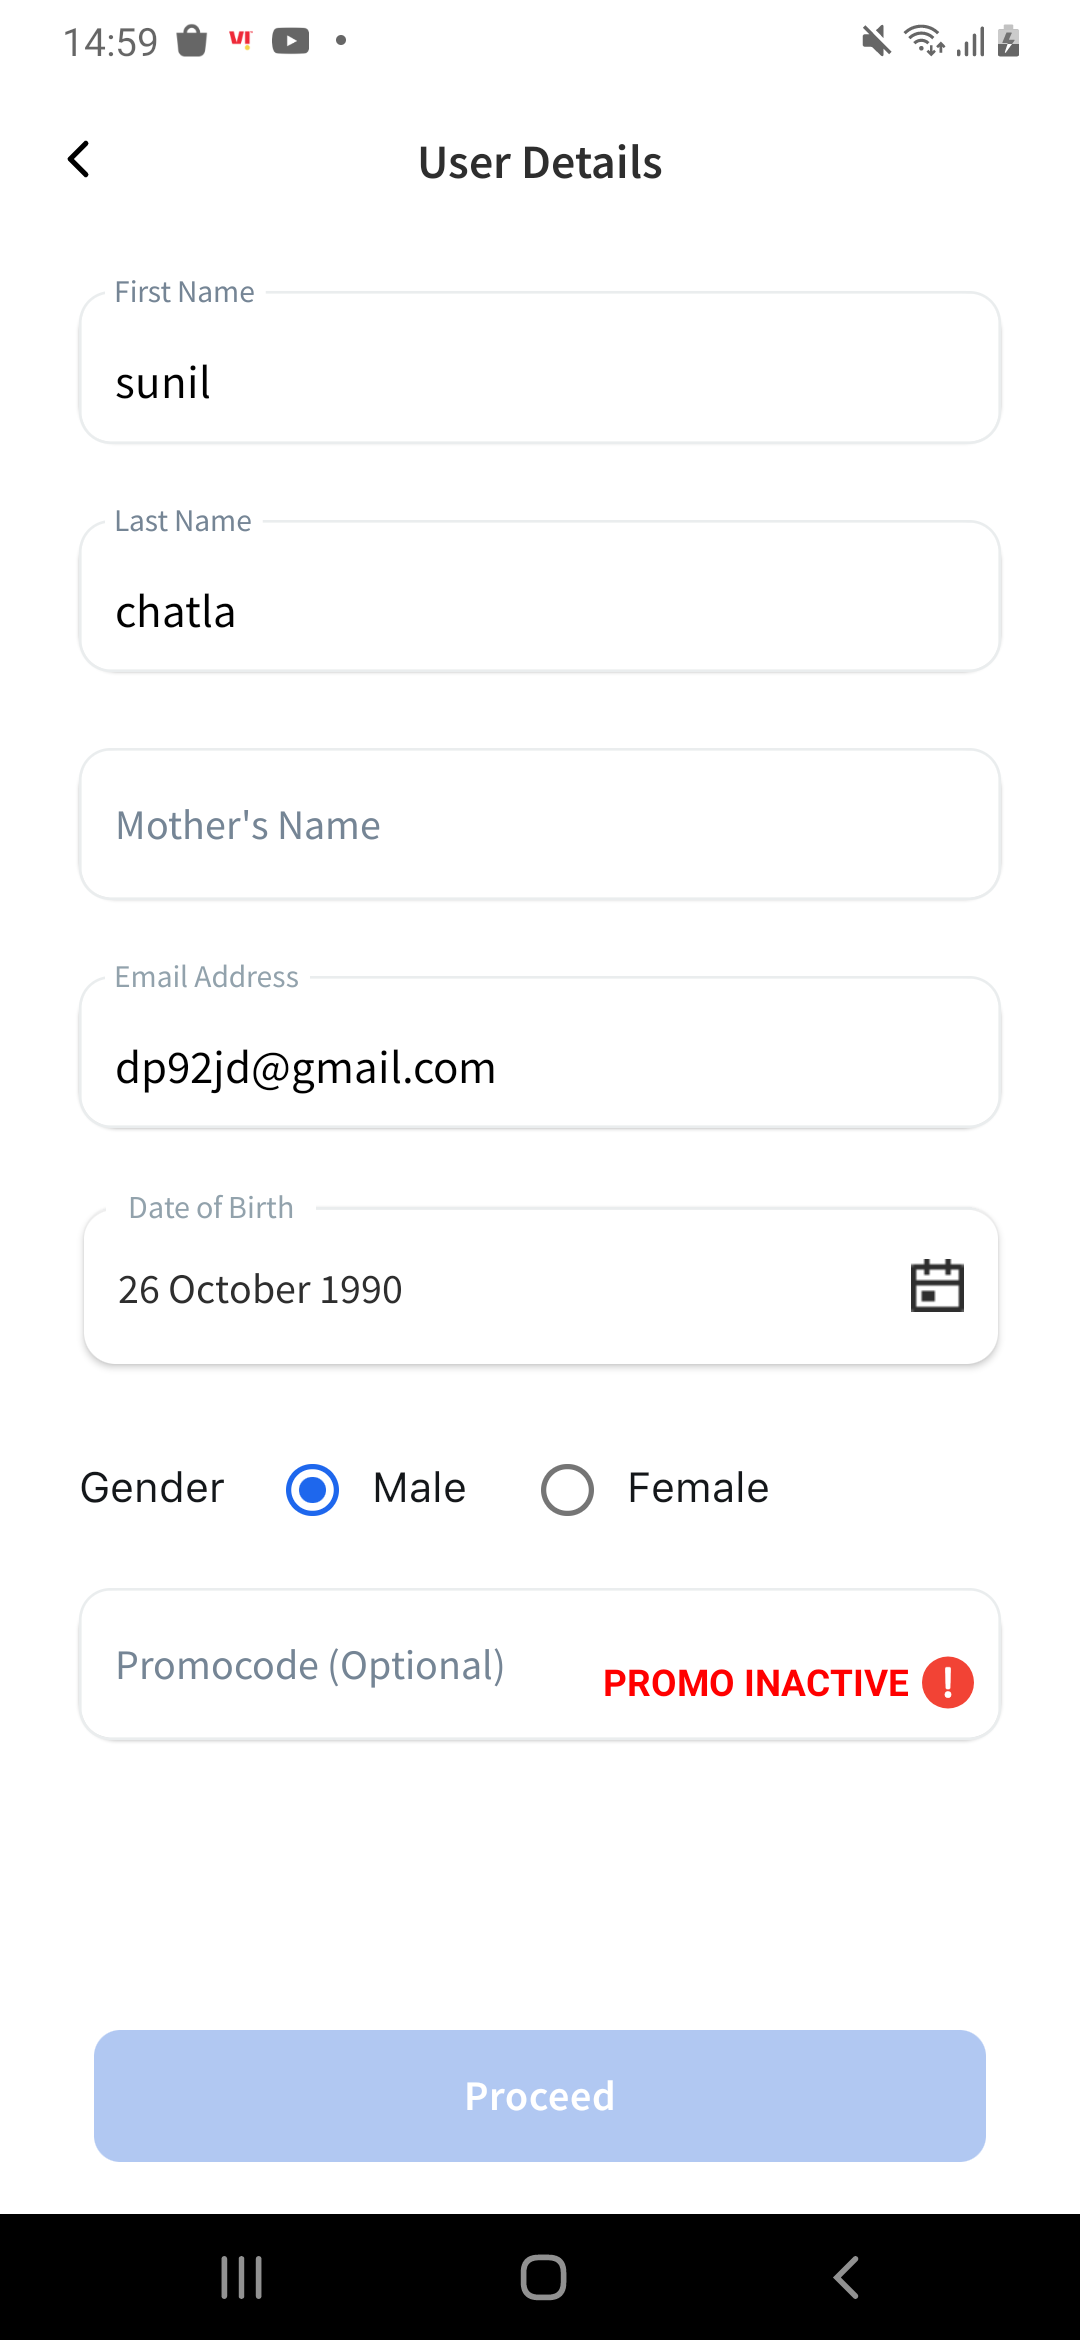 14:59
User Details
First Name
sunil
Last Name
chatla
Mother's Name
Email Address
dp92jd@gmail.com
Date of Birth
26 October 1990
Gender Male Female
Promocode (Optional) PROMO INACTIVE
Proceed